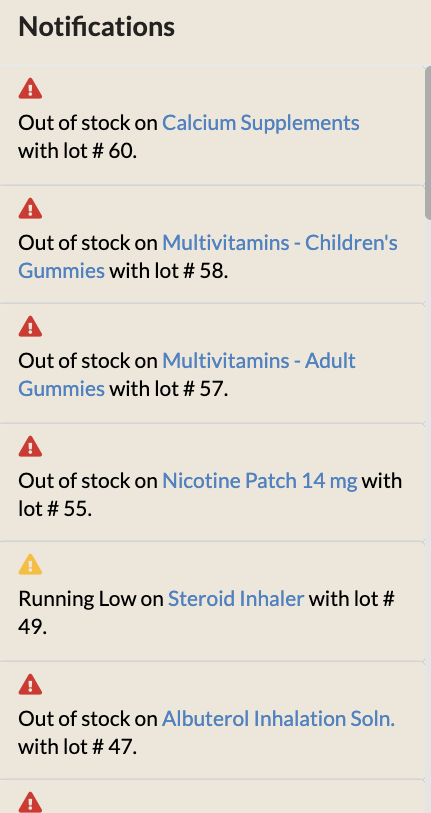 Notifications
Out of stock on Calcium Supplements
with lot # 60.
Out of stock on Multivitamins - Children's
Gummies with lot # 58.
Out of stock on Multivitamins - Adult
Gummies with lot # 57.
Out of stock on Nicotine Patch 14 mg with
lot # 55.
Running Low on Steroid Inhaler with lot #
49.
Out of stock on Albuterol Inhalation Soln.
with lot # 47.